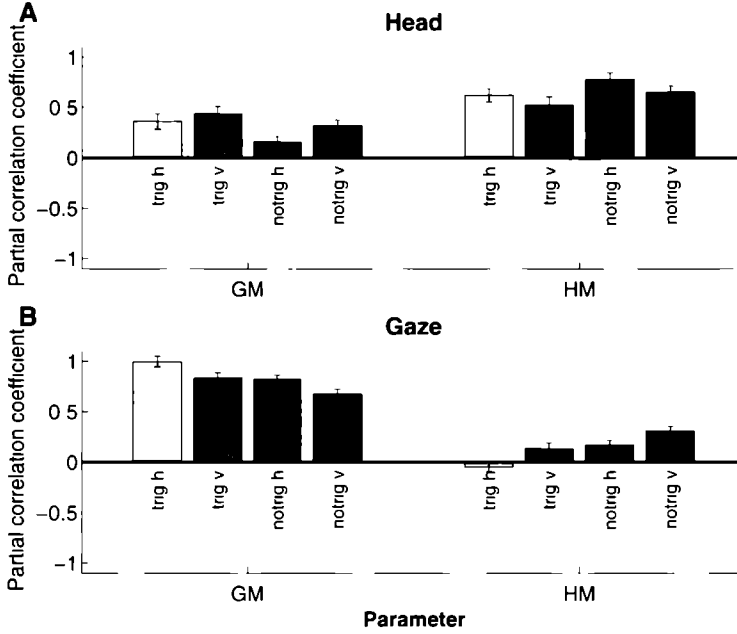 A
Head
Partial correlation coefficient
1
0 5
0
−0.5
−1
trig h
trig v
notrig h
notrig v
trig h
trig v
notrig h
notrig v
GM
HM
B
Gaze
Partial correlation coefficient
1
0 5
0
−0.5
−1
trig h
trig v
notrig h
notrig v
trig h
trig v
notrig h
notrig v
GM
HM
Parameter